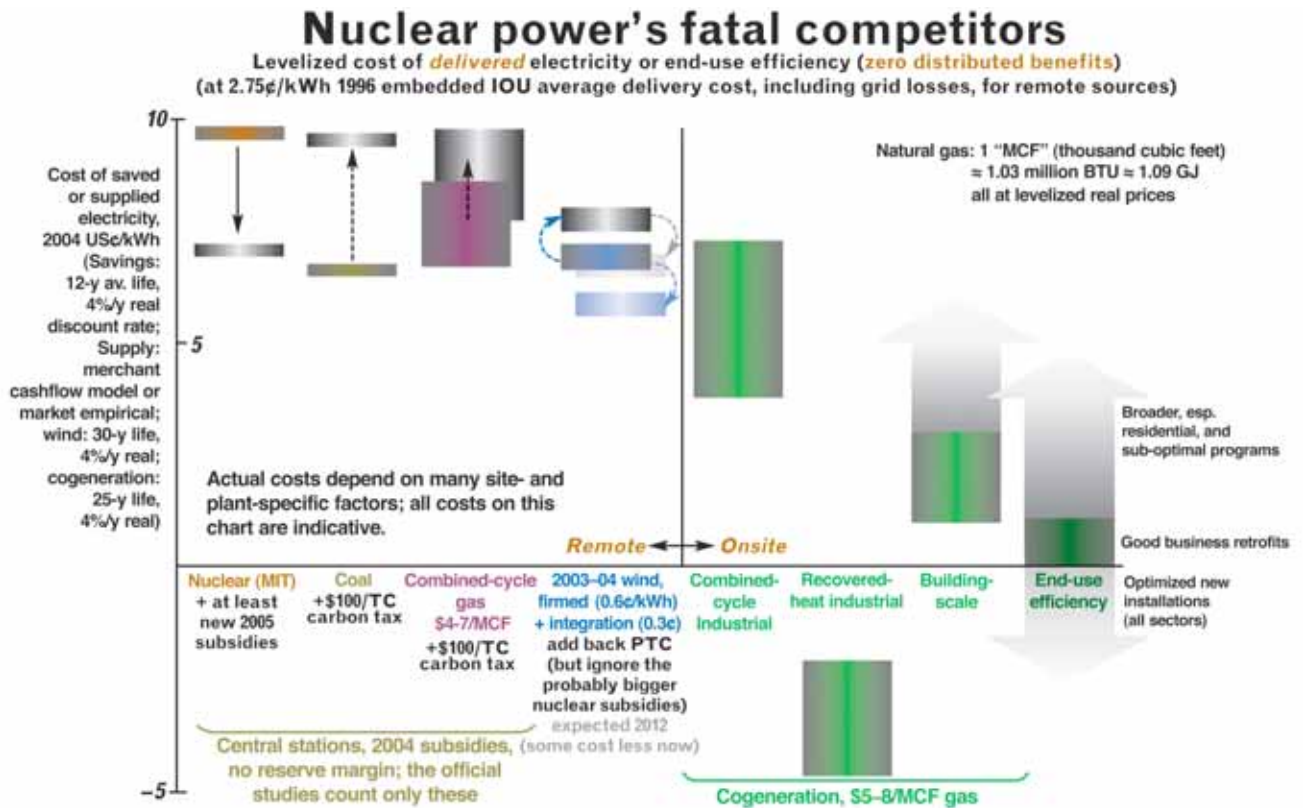 Nuclear power's fatal competitors
Levelized cost of delivered electricity or end-use efficiency (zero distributed benefits)
(at 2.75¢/kWh 1996 embedded IOU average delivery cost, including grid losses, for remote sources)
10
5
–5
Cost of saved
or supplied
electricity,
2004 US¢/kWh
(Savings:
12-y av. life,
4%/y real
discount rate;
Supply:
merchant
cashflow model or
market empirical;
wind: 30-y life,
4%/y real;
cogeneration:
25-y life,
4%/y real)
Natural gas: 1 "MCF" (thousand cubic feet)
≈ 1.03 million BTU ≈ 1.09 GJ
all at levelized real prices
Actual costs depend on many site- and
plant-specific factors; all costs on this
chart are indicative.
Remote
Onsite
Broader, esp.
residential, and
sub-optimal programs
Good business retrofits
Optimized new
installations
(all sectors)
Nuclear (MIT)
+ at least
new 2005
subsidies
Coal
+$100/TC
carbon tax
Combined-cycle
gas
$4-7/MCF
+$100/TC
carbon tax
2003–04 wind,
firmed (0.6¢/kWh)
+ integration (0.3¢)
add back PTC
(but ignore the
probably bigger
nuclear subsidies)
expected 2012
(some cost less now)
Combined-
cycle
Industrial
Recovered-
heat industrial
Building-
scale
End-use
efficiency
Central stations, 2004 subsidies,
no reserve margin; the official
studies count only these
Cogeneration, $5–8/MCF gas